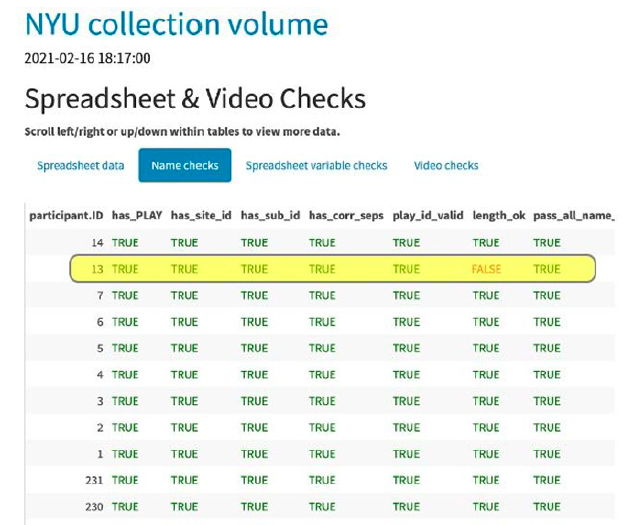 NYU collection volume
2021-02-16 18:17:00
Spreadsheet & Video Checks
Scroll left/right or up/down within tables to view more data.
Spreadsheet data Name checks Spreadsheet variable checks Video checks
participant.ID has_PLAY has_site_id has_sub_id has_corr_seps play_id_valid length_ok pass_all_name_
14 TRUE TRUE TRUE TRUE TRUE TRUE TRUE
13 TRUE TRUE TRUE TRUE TRUE FALSE TRUE
7 TRUE TRUE TRUE TRUE TRUE TRUE TRUE
6 TRUE TRUE TRUE TRUE TRUE TRUE TRUE
5 TRUE TRUE TRUE TRUE TRUE TRUE TRUE
4 TRUE TRUE TRUE TRUE TRUE TRUE TRUE
3 TRUE TRUE TRUE TRUE TRUE TRUE TRUE
2 TRUE TRUE TRUE TRUE TRUE TRUE TRUE
1 TRUE TRUE TRUE TRUE TRUE TRUE TRUE
231 TRUE TRUE TRUE TRUE TRUE TRUE TRUE
230 TRUE TRUE TRUE TRUE TRUE TRUE TRUE